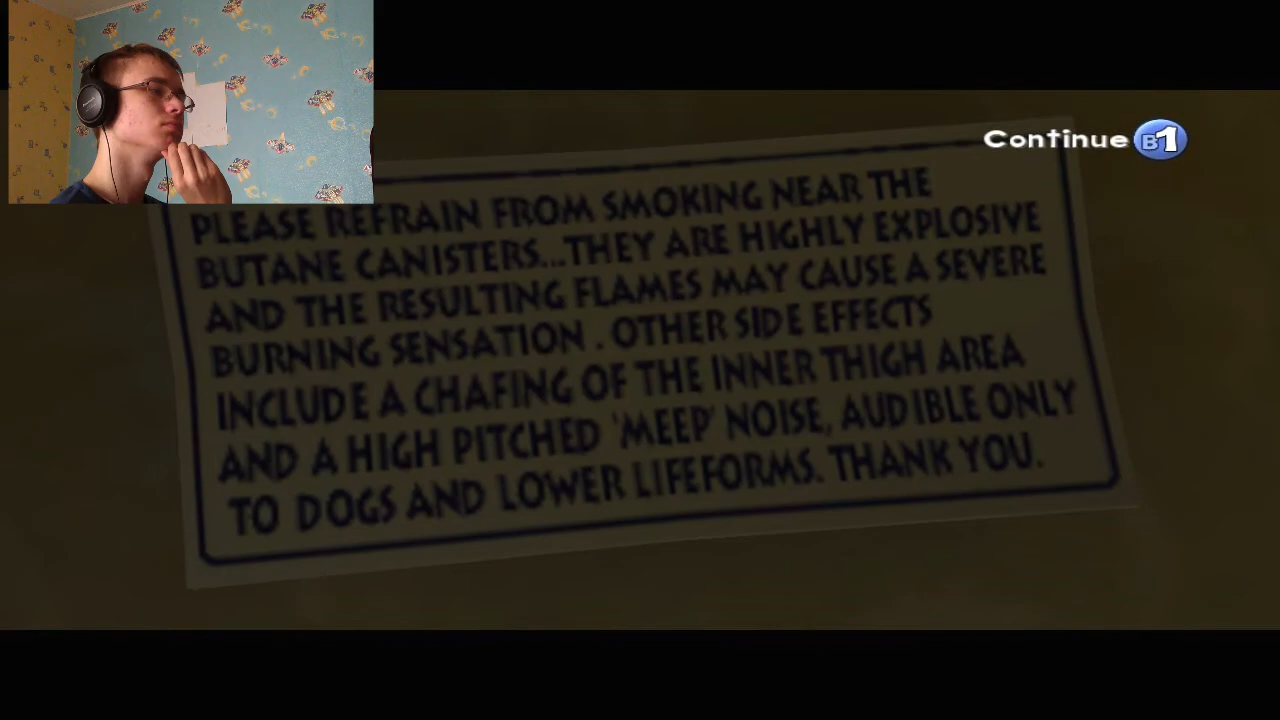 Continue B1
PLEASE REFRAIN FROM SMOKING NEAR THE
BUTANE CANISTERS...THEY ARE HIGHLY EXPLOSIVE
AND THE RESULTING FLAMES MAY CAUSE A SEVERE
BURNING SENSATION . OTHER SIDE EFFECTS
INCLUDE A CHAFING OF THE INNER THIGH AREA
AND A HIGH PITCHED 'MEEP' NOISE, AUDIBLE ONLY
TO DOGS AND LOWER LIFEFORMS. THANK YOU.